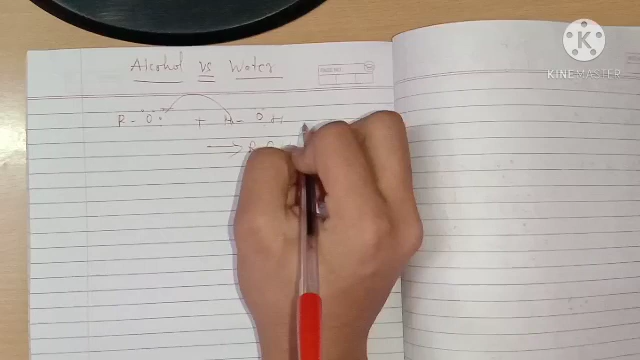 KINEMASTER
Alcohol vs Water
R - Ö: + H - Ö H
⟶ R